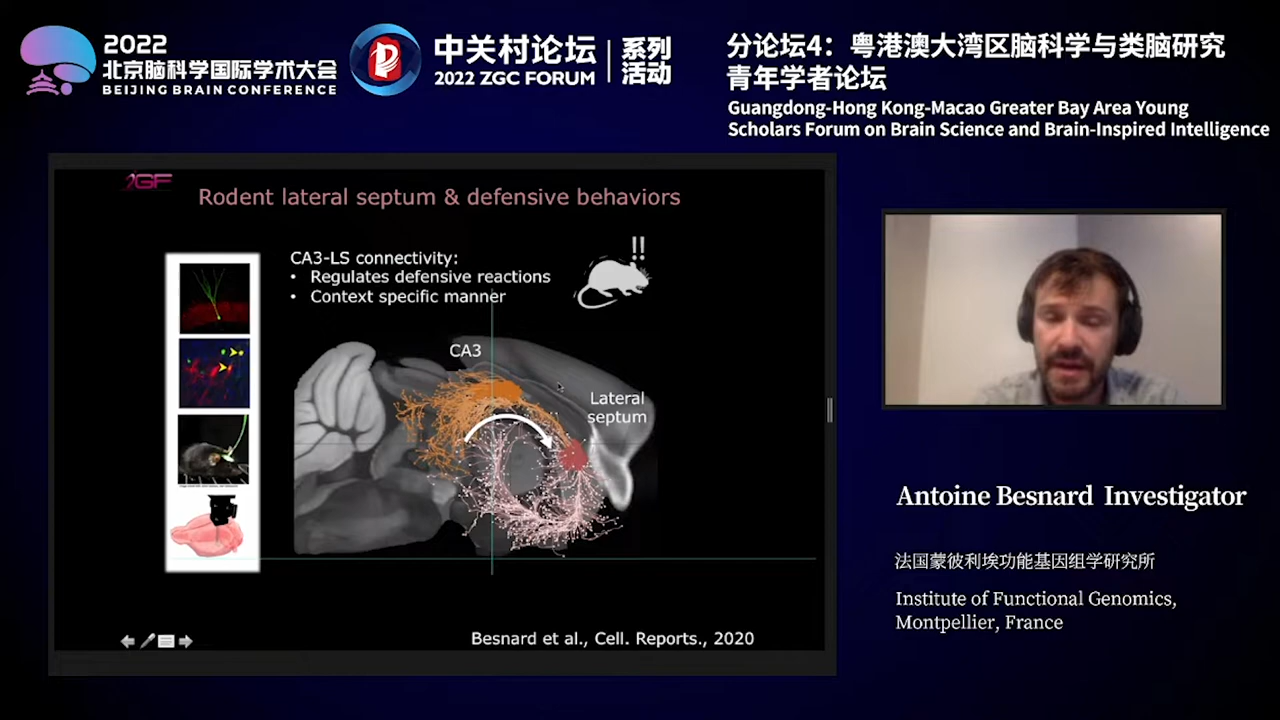 2022
北京脑科学国际学术大会
BEIJING BRAIN CONFERENCE
中关村论坛
2022 ZGC FORUM
系列
活动
分论坛4：粤港澳大湾区脑科学与类脑研究
青年学者论坛
Guangdong-Hong Kong-Macao Greater Bay Area Young
Scholars Forum on Brain Science and Brain-Inspired Intelligence
IGF
Rodent lateral septum & defensive behaviors
CA3-LS connectivity:
• Regulates defensive reactions
• Context specific manner
!!
CA3
Lateral
septum
Besnard et al., Cell. Reports., 2020
Antoine Besnard Investigator
法国蒙彼利埃功能基因组学研究所
Institute of Functional Genomics,
Montpellier, France